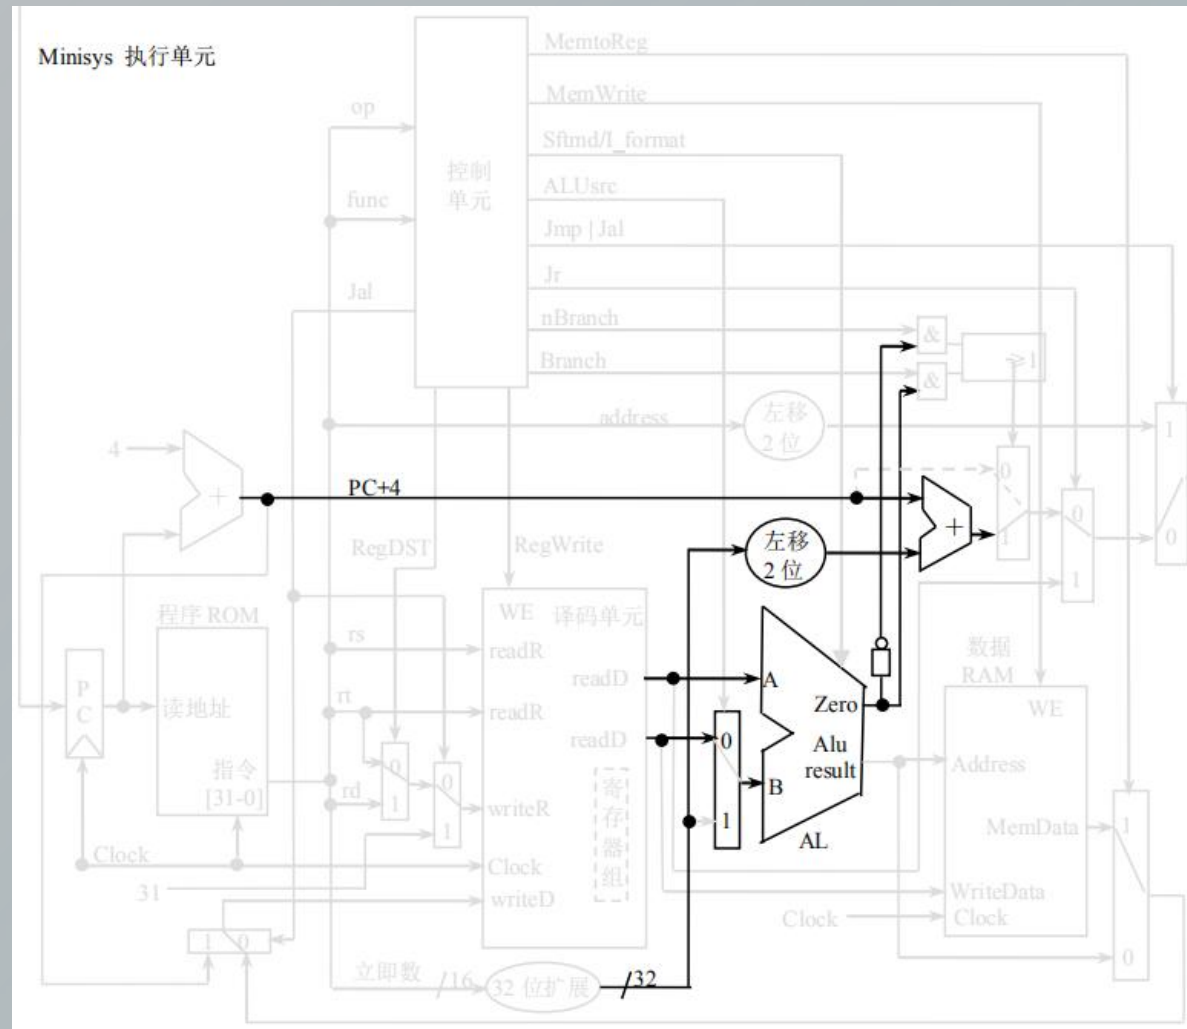 Minisys 执行单元
MemtoReg
MemWrite
op
Sftmd/I_format
控制
单元
ALUsrc
func
Jmp | Jal
Jr
Jal
nBranch
&
Branch
≥1
&
address
左移
2 位
1
4
0
PC+4
+
+
0
左移
2 位
1
0
RegDST
RegWrite
1
程序 ROM
WE 译码单元
rs
readR
数据
RAM
P
C
readD
A
读地址
rt
readR
Zero
WE
readD
0
Alu
result
指令
[31-0]
0
0
Address
寄
存
器
组
B
rd
1
writeR
1
MemData
1
1
AL
Clock
Clock
31
writeD
WriteData
Clock
Clock
1 0
0
立即数
/16
32 位扩展
/32